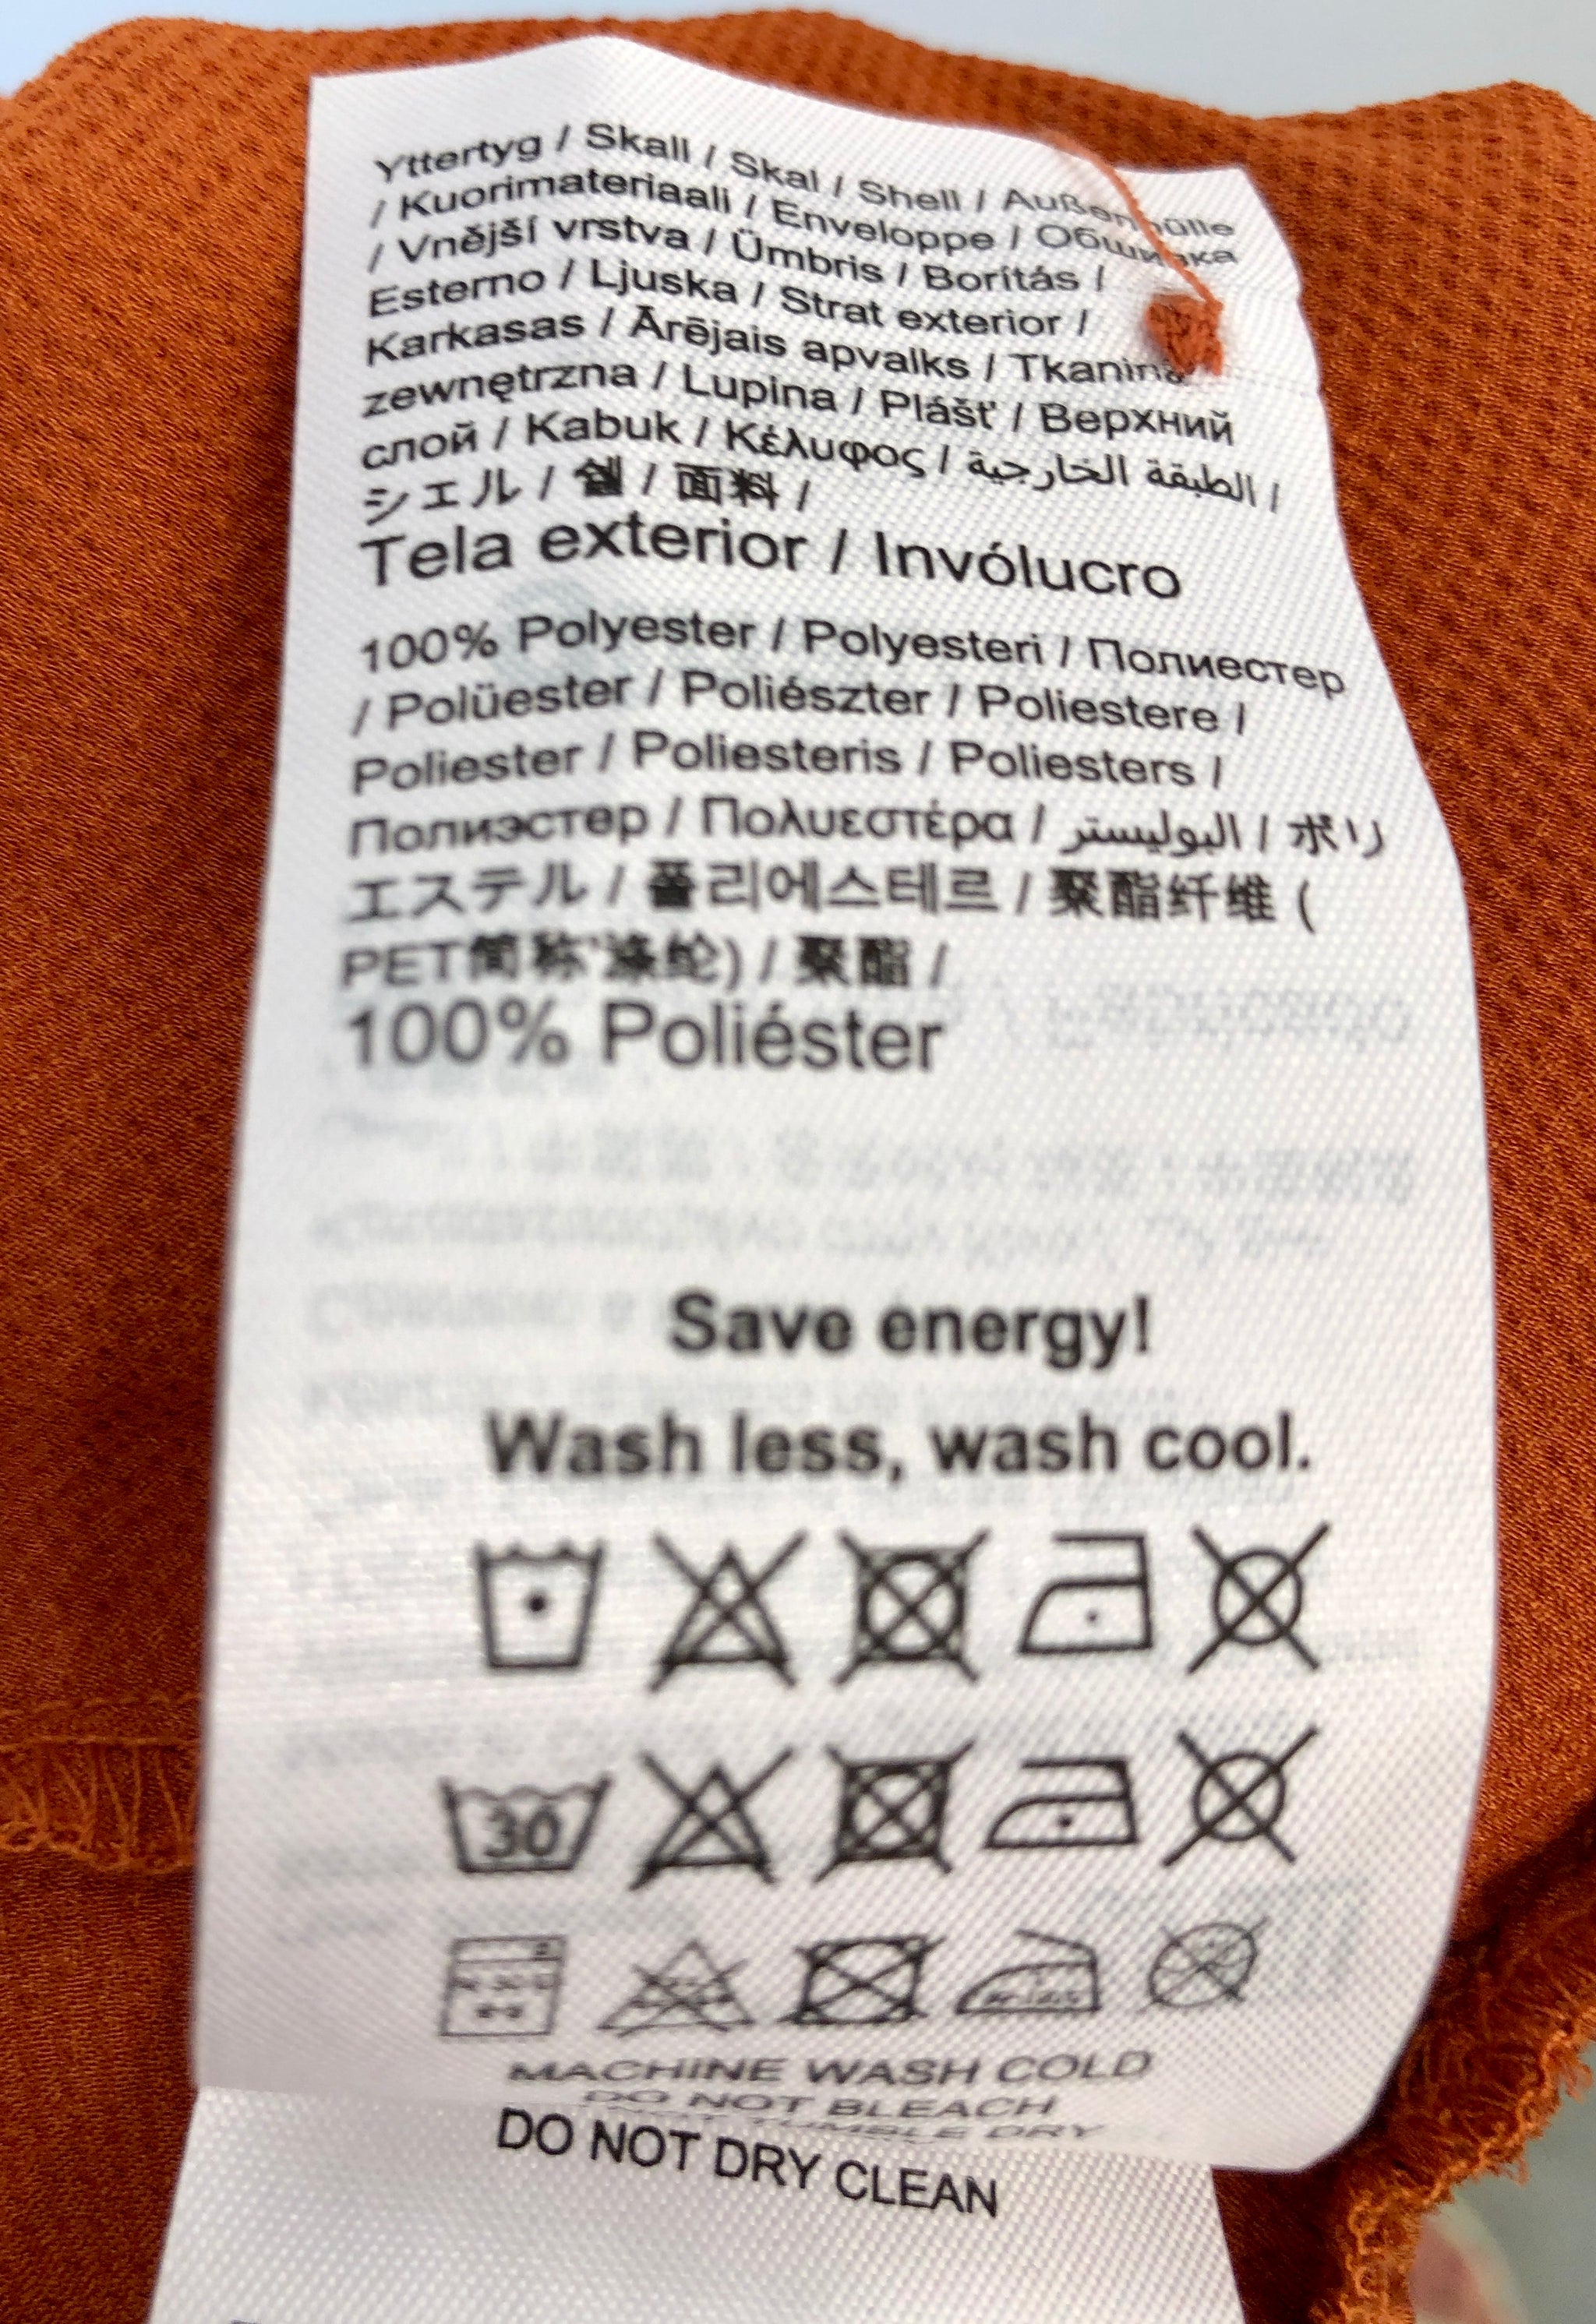 Yttertyg / Skall / Skal / Shell / Außenhülle
/ Kuorimateriaali / Enveloppe / Обшивка
/ Vnější vrstva / Ümbris / Borítás /
Esterno / Ljuska / Strat exterior /
Karkasas / Ārējais apvalks / Tkanina
zewnętrzna / Lupina / Plášť / Верхний
слой / Kabuk / Κέλυφος / الطبقة الخارجية /
シェル / 쉘 / 面料 /
Tela exterior / Invólucro
100% Polyester / Polyesteri / Полиестер
/ Polüester / Poliészter / Poliestere /
Poliester / Poliesteris / Poliesters /
Полиэстер / Πολυεστέρα / البوليستر / ポリ
エステル / 폴리에스테르 / 聚酯纤维 (
PET简称'涤纶) / 聚酯 /
100% Poliéster
Save energy!
Wash less, wash cool.
30
MACHINE WASH COLD
DO NOT BLEACH
TUMBLE DRY
DO NOT DRY CLEAN